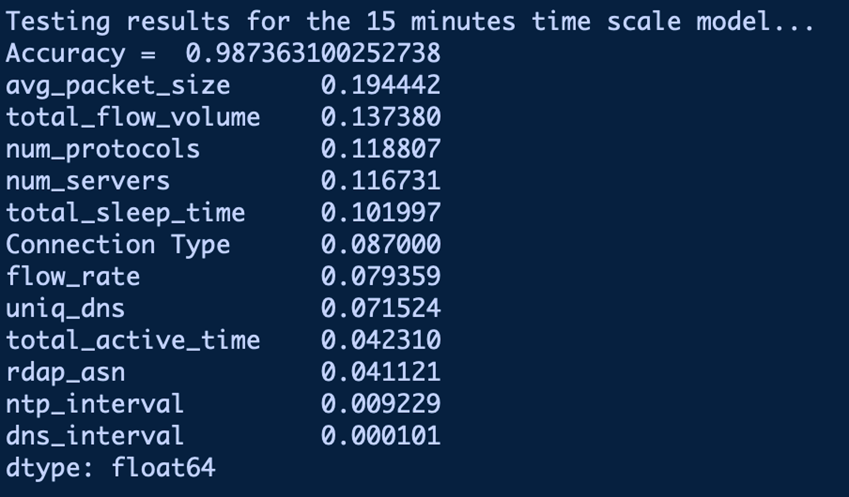 Testing results for the 15 minutes time scale model...
Accuracy =  0.987363100252738
avg_packet_size      0.194442
total_flow_volume    0.137380
num_protocols        0.118807
num_servers          0.116731
total_sleep_time     0.101997
Connection Type      0.087000
flow_rate            0.079359
uniq_dns             0.071524
total_active_time    0.042310
rdap_asn             0.041121
ntp_interval         0.009229
dns_interval         0.000101
dtype: float64